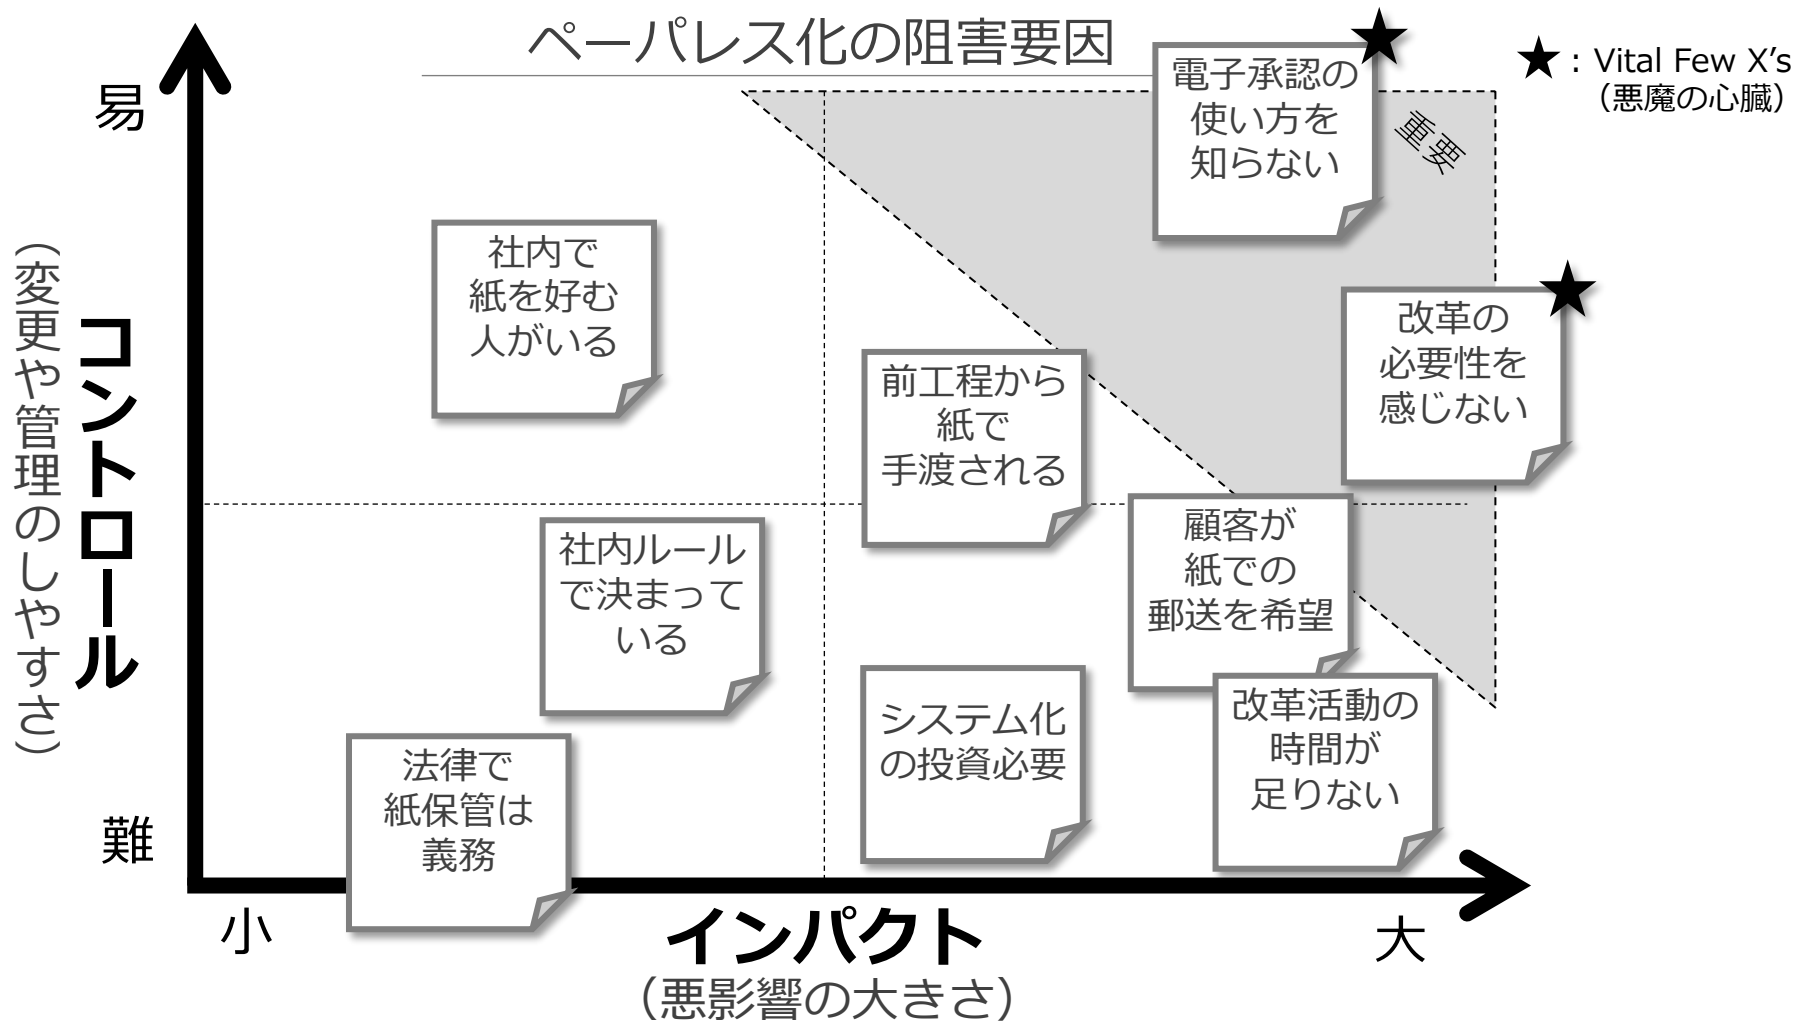 ペーパレス化の阻害要因
★：Vital Few X’s
（悪魔の心臓）
易
難
コントロール
（変更や管理のしやすさ）
重要
電子承認の
使い方を
知らない
社内で
紙を好む
人がいる
改革の
必要性を
感じない
前工程から
紙で
手渡される
顧客が
紙での
郵送を希望
社内ルール
で決まって
いる
システム化
の投資必要
改革活動の
時間が
足りない
法律で
紙保管は
義務
小
インパクト
（悪影響の大きさ）
大